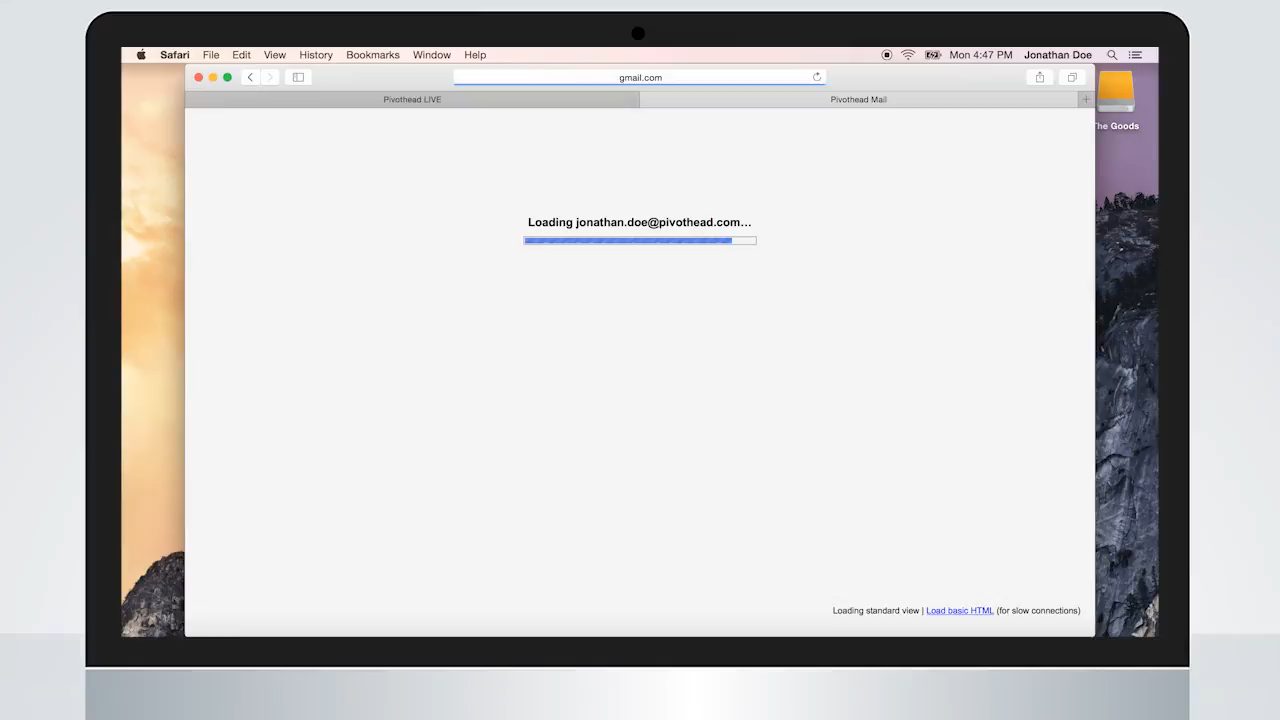 Safari File Edit View History Bookmarks Window Help Mon 4:47 PM Jonathan Doe
gmail.com
Pivothead LIVE Pivothead Mail
The Goods
Loading jonathan.doe@pivothead.com...
Loading standard view | Load basic HTML (for slow connections)